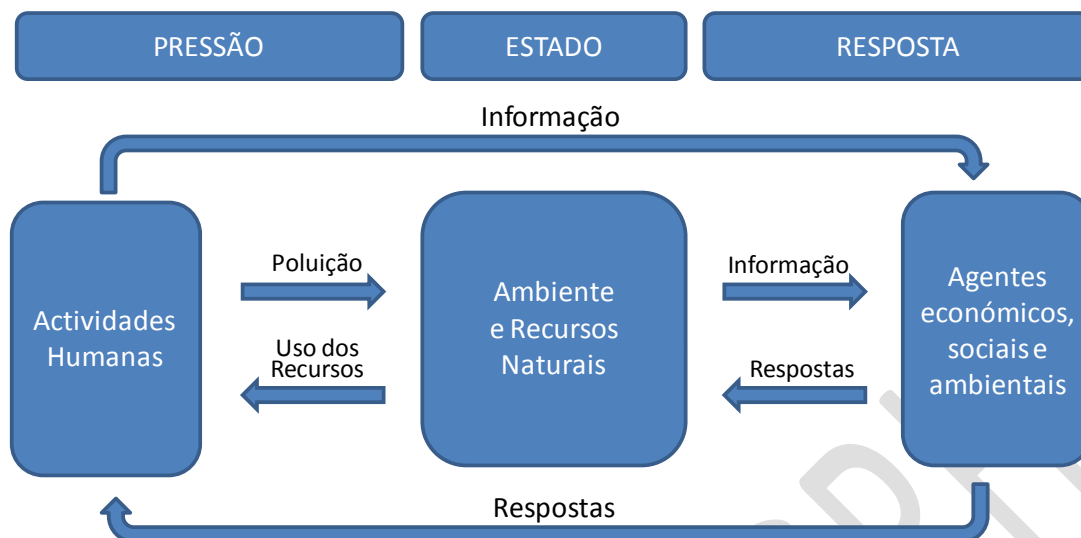 PRESSÃO
ESTADO
RESPOSTA
Informação
Actividades
Humanas
Poluição
Uso dos
Recursos
Ambiente
e Recursos
Naturais
Informação
Respostas
Agentes
económicos,
sociais e
ambientais
Respostas